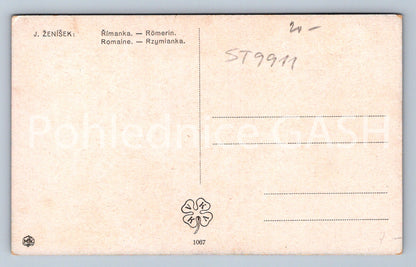 J. ŽENÍŠEK: Římanka. — Römerin.
Romaine. — Rzymianka.
20-
ST9911
Pohlednice GASH
1067